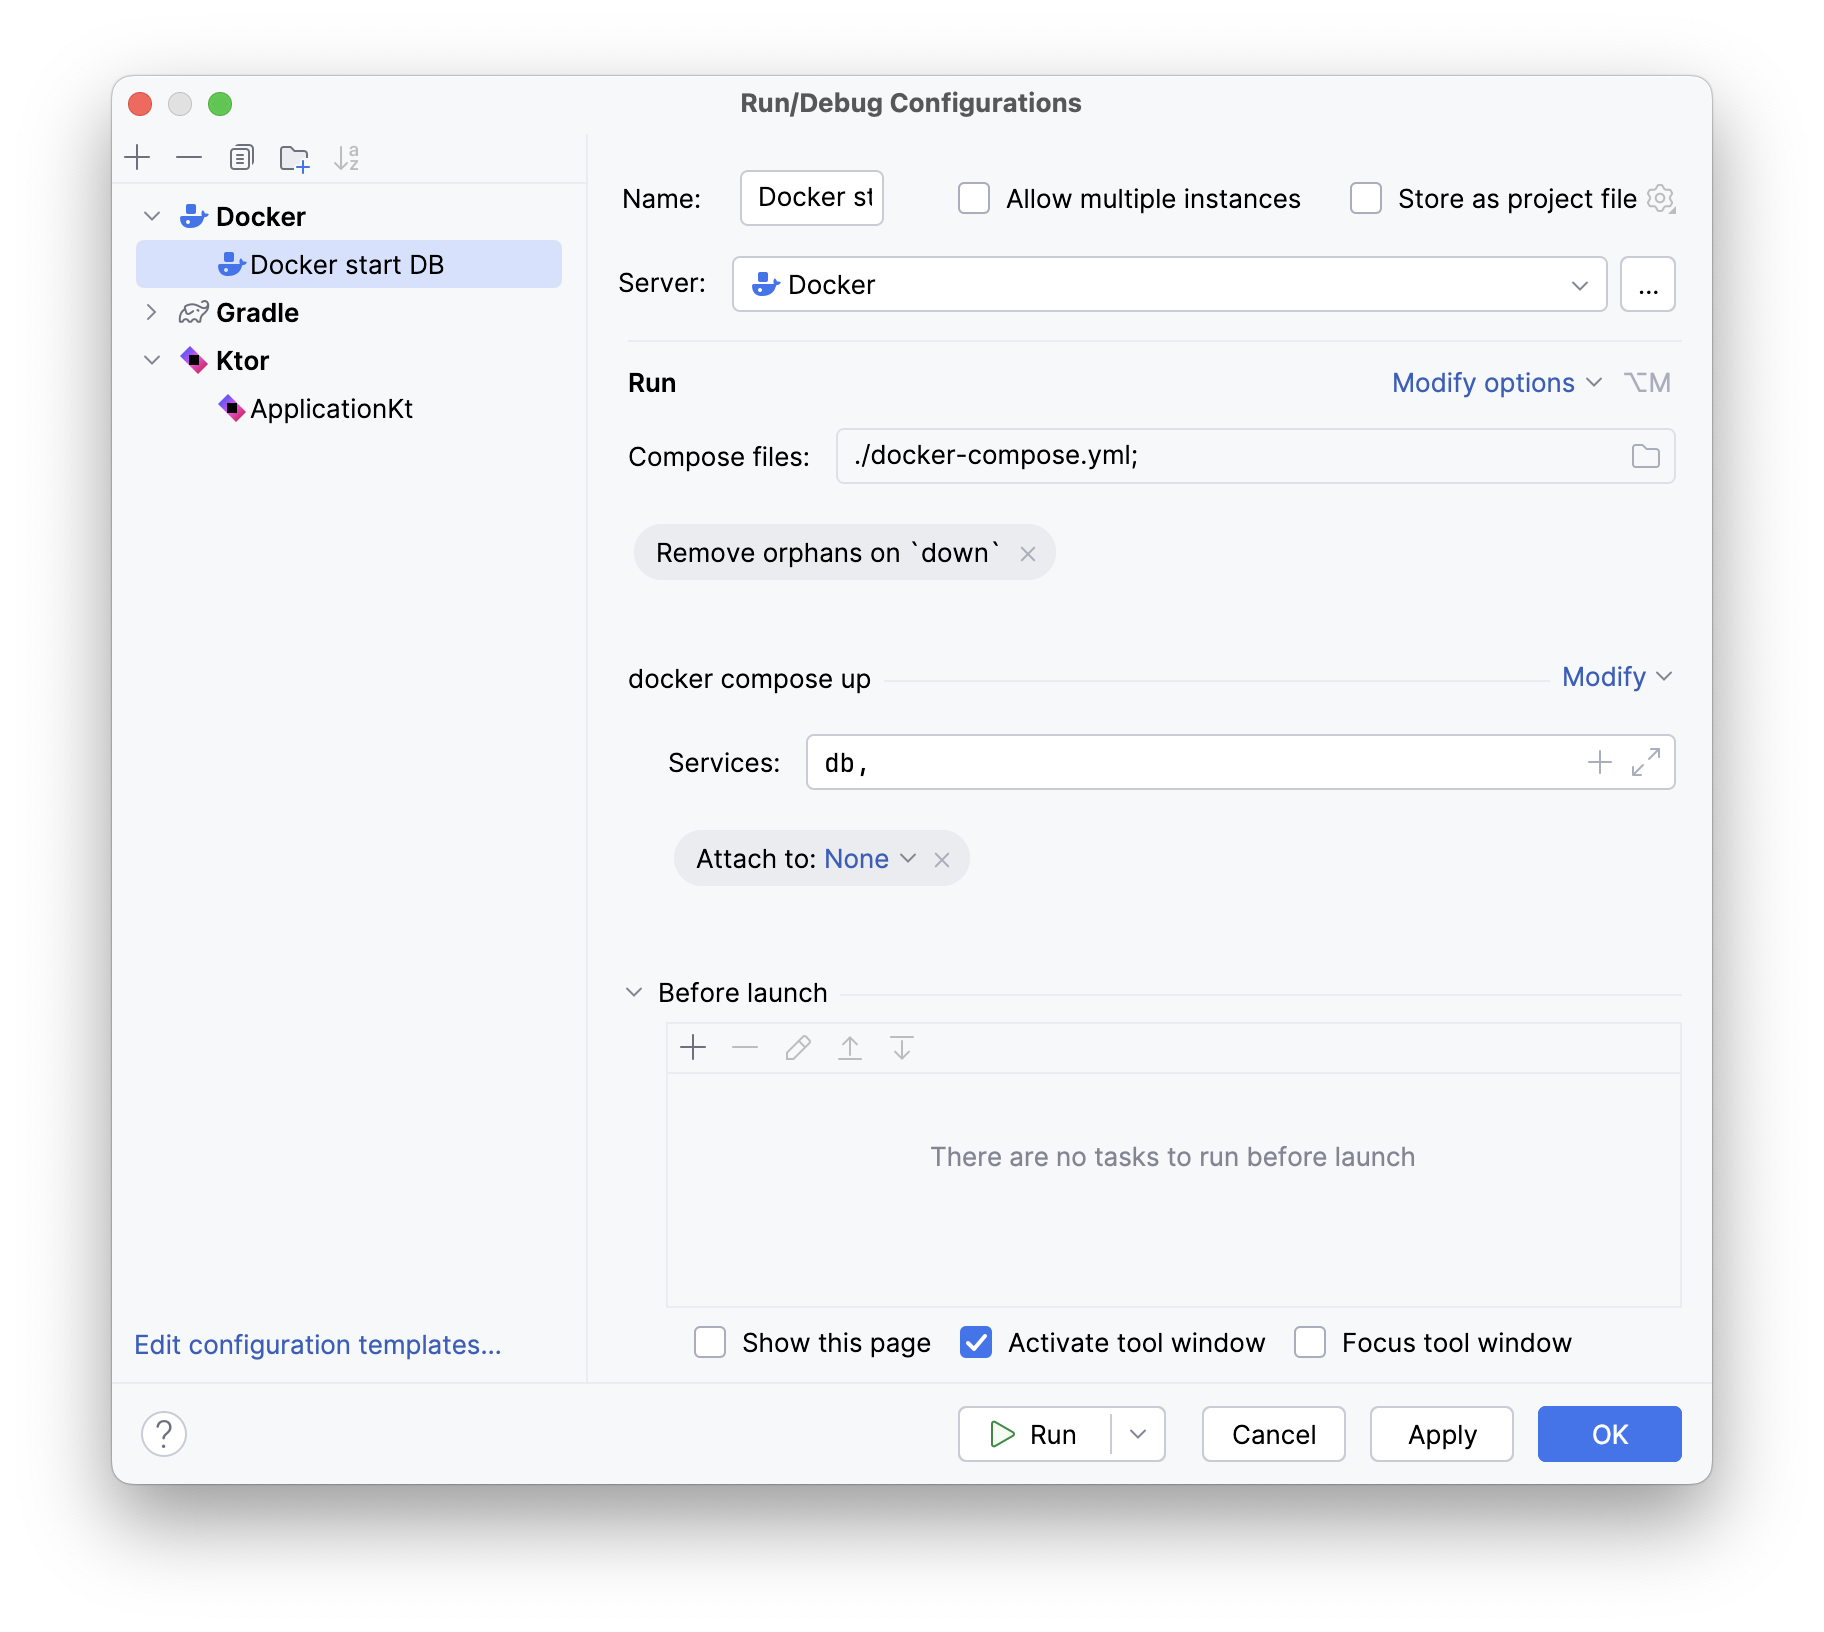 Run/Debug Configurations
Docker
Docker start DB
Gradle
Ktor
ApplicationKt
Edit configuration templates...
Name: Docker st Allow multiple instances Store as project file
Server: Docker ...
Run Modify options ⌥M
Compose files: ./docker-compose.yml;
Remove orphans on `down`
docker compose up Modify
Services: db,
Attach to: None
Before launch
There are no tasks to run before launch
Show this page Activate tool window Focus tool window
? Run Cancel Apply OK